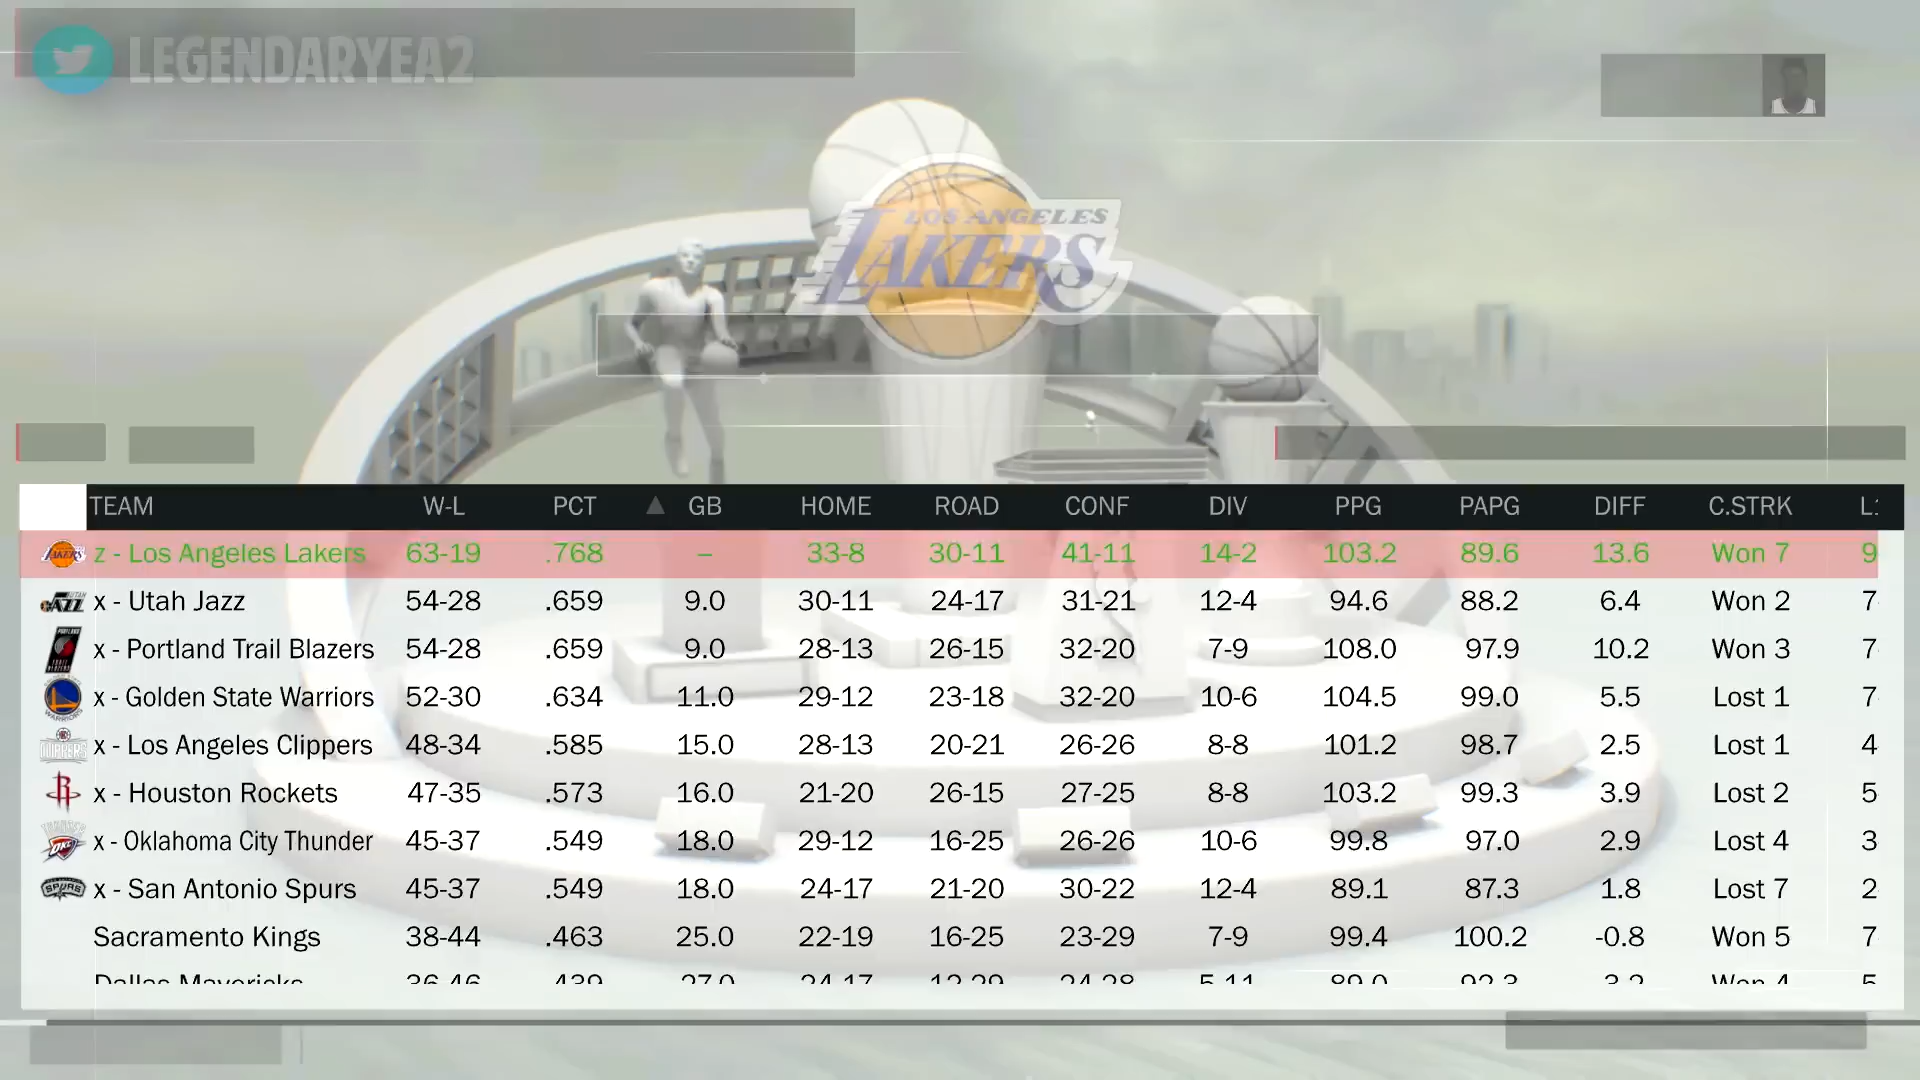 LEGENDARYEA2
LOS ANGELES
LAKERS
TEAM W-L PCT GB HOME ROAD CONF DIV PPG PAPG DIFF C.STRK
z - Los Angeles Lakers 63-19 .768 – 33-8 30-11 41-11 14-2 103.2 89.6 13.6 Won 7 9
x - Utah Jazz 54-28 .659 9.0 30-11 24-17 31-21 12-4 94.6 88.2 6.4 Won 2 7
x - Portland Trail Blazers 54-28 .659 9.0 28-13 26-15 32-20 7-9 108.0 97.9 10.2 Won 3 7
x - Golden State Warriors 52-30 .634 11.0 29-12 23-18 32-20 10-6 104.5 99.0 5.5 Lost 1 7
x - Los Angeles Clippers 48-34 .585 15.0 28-13 20-21 26-26 8-8 101.2 98.7 2.5 Lost 1 4
x - Houston Rockets 47-35 .573 16.0 21-20 26-15 27-25 8-8 103.2 99.3 3.9 Lost 2 5
x - Oklahoma City Thunder 45-37 .549 18.0 29-12 16-25 26-26 10-6 99.8 97.0 2.9 Lost 4 3
x - San Antonio Spurs 45-37 .549 18.0 24-17 21-20 30-22 12-4 89.1 87.3 1.8 Lost 7 2
Sacramento Kings 38-44 .463 25.0 22-19 16-25 23-29 7-9 99.4 100.2 -0.8 Won 5 7
Dallas Mavericks